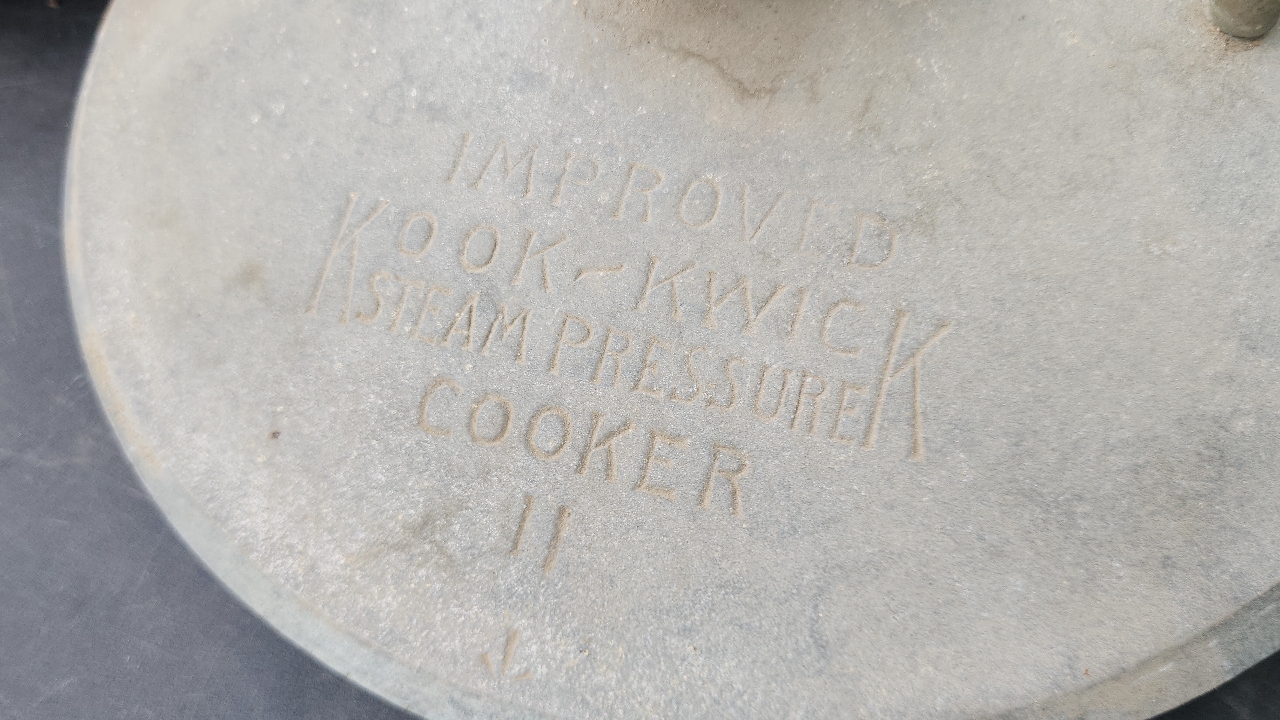 IMPROVED
KOOK-KWICK
STEAM PRESSURE
COOKER
11